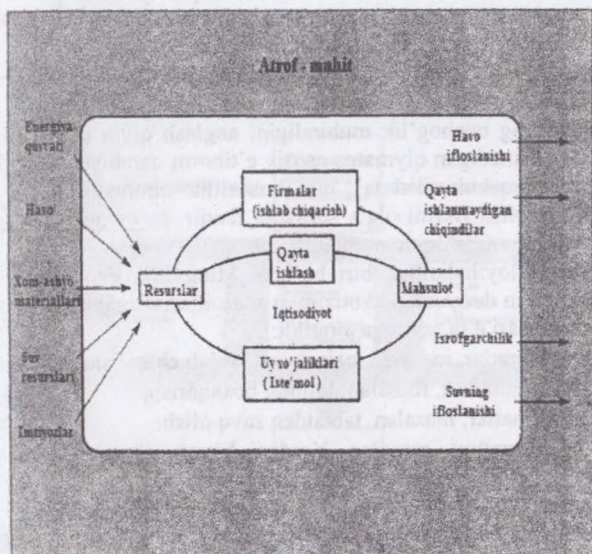 Atrof - muhit
Energiya
quvvati
Havo
Xom-ashyo
materiallari
Suv
resurslari
Imtiyozlar
Resurslar
Firmalar
(ishlab chiqarish)
Qayta
ishlash
Iqtisodiyot
Uy xo'jaliklari
( Iste'mol )
Mahsulot
Havo
ifloslanishi
Qayta
ishlanmaydigan
chiqindilar
Isrofgarchilik
Suvning
ifloslanishi